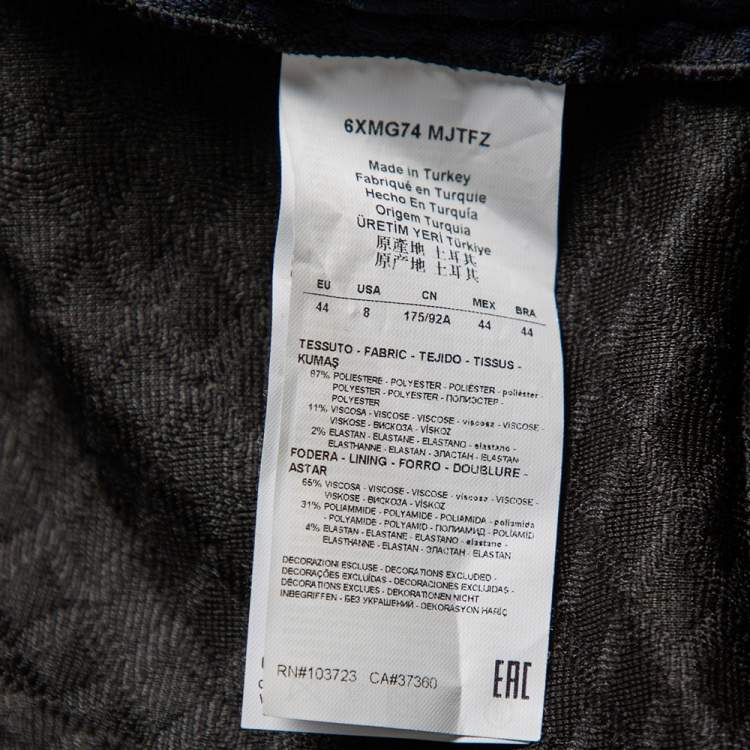 6XMG74 MJTFZ
Made in Turkey
Fabriqué en Turquie
Hecho En Turquía
Origem Turquia
ÜRETİM YERİ Türkiye
原產地 土耳其
原产地 土耳其
EU USA CN MEX BRA
44 8 175/92A 44 44
TESSUTO - FABRIC - TEJIDO - TISSUS -
KUMAŞ
87% POLIESTERE - POLYESTER - POLIÉSTER - poliéster -
POLYESTER - POLYESTER - ПОЛИЭСТЕР -
POLYESTER
11% VISCOSA - VISCOSE - VISCOSE - viscosa - VISCOSE -
VISKOSE - ВИСКОЗА - VİSKOZ
2% ELASTAN - ELASTANE - ELASTANO - elastano -
ELASTHANNE - ELASTAN - ЭЛАСТАН - ELASTAN
FODERA - LINING - FORRO - DOUBLURE -
ASTAR
65% VISCOSA - VISCOSE - VISCOSE - viscosa - VISCOSE -
VISKOSE - ВИСКОЗА - VİSKOZ
31% POLIAMMIDE - POLYAMIDE - POLIAMIDA - poliamida
- POLYAMIDE - POLYAMID - ПОЛИАМИД - POLİAMİD
4% ELASTAN - ELASTANE - ELASTANO - elastano -
ELASTHANNE - ELASTAN - ЭЛАСТАН - ELASTAN
DECORAZIONI ESCLUSE - DECORATIONS EXCLUDED -
DECORAÇÕES EXCLUÍDAS - DECORACIONES EXCLUIDAS -
DÉCORATIONS EXCLUES - DEKORATIONEN NICHT
INBEGRIFFEN - БЕЗ УКРАШЕНИЙ - DEKORASYON HARİÇ
RN#103723 CA#37360
EAC